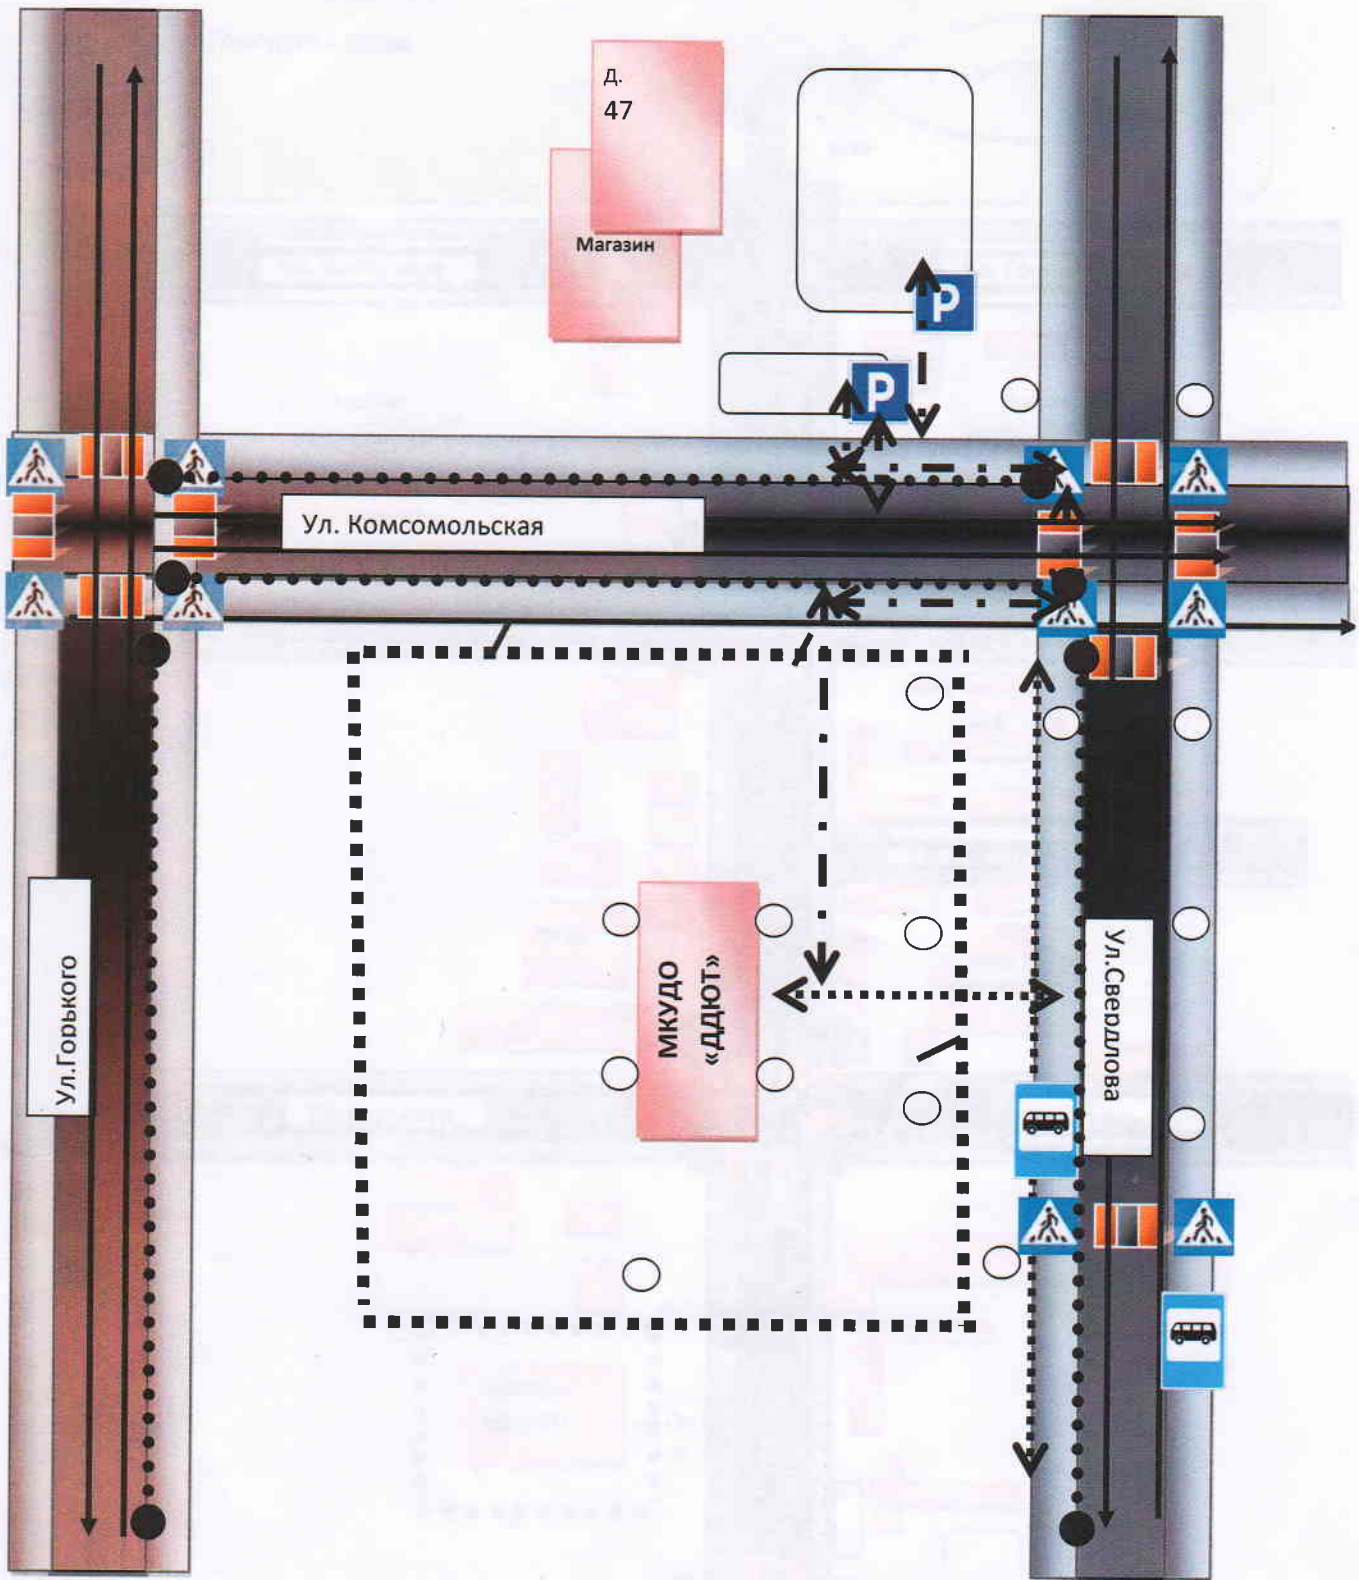 д.
47
Магазин
P
P
Ул. Комсомольская
Ул.Горького
МКУДО
«ДДЮТ»
Ул.Свердлова